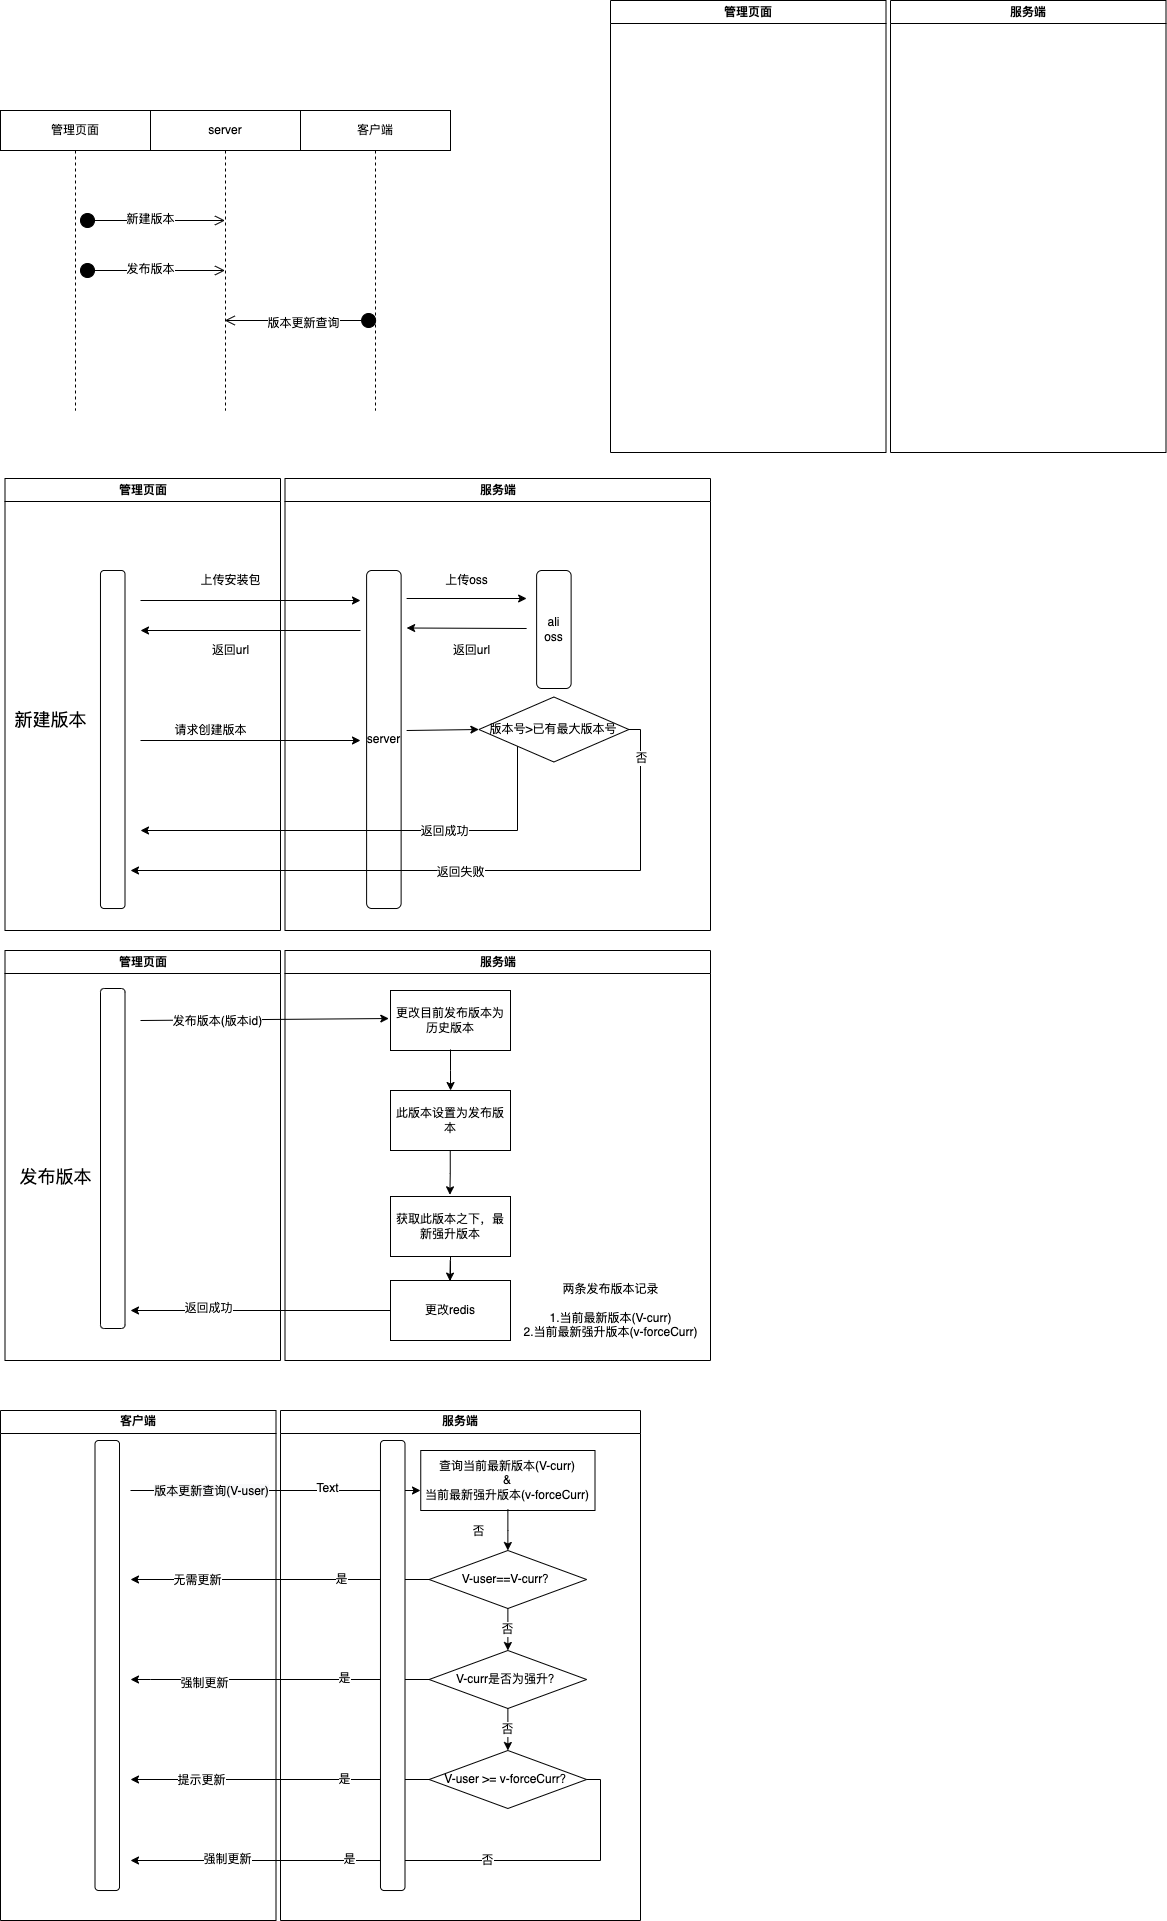 管理页面
服务端
管理页面
server
客户端
新建版本
发布版本
版本更新查询
管理页面
服务端
上传安装包
上传oss
ali
oss
返回url
返回url
新建版本
请求创建版本
server
版本号>已有最大版本号
否
返回成功
返回失败
管理页面
服务端
发布版本(版本id)
更改目前发布版本为
历史版本
此版本设置为发布版
本
发布版本
获取此版本之下，最
新强升版本
返回成功
更改redis
两条发布版本记录
1.当前最新版本(V-curr)
2.当前最新强升版本(v-forceCurr)
客户端
服务端
版本更新查询(V-user)
Text
查询当前最新版本(V-curr)
&
当前最新强升版本(v-forceCurr)
否
无需更新
是
V-user==V-curr?
否
强制更新
是
V-curr是否为强升?
否
提示更新
是
V-user >= v-forceCurr?
强制更新
是
否